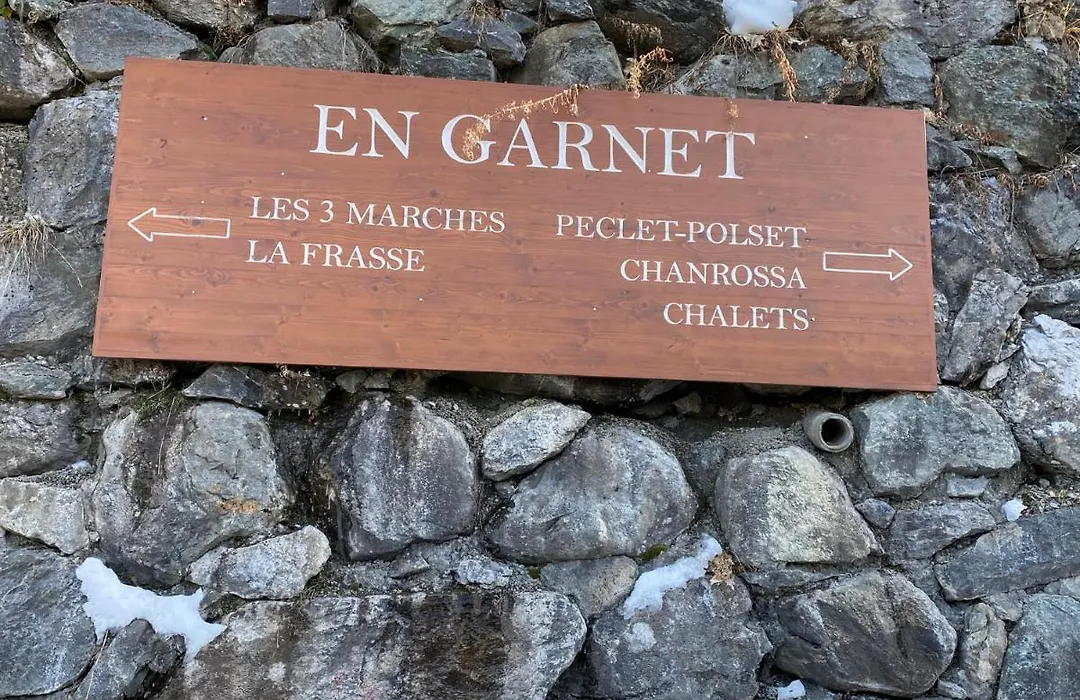 EN GARNET
LES 3 MARCHES
LA FRASSE
PECLET-POLSET
CHANROSSA
CHALETS